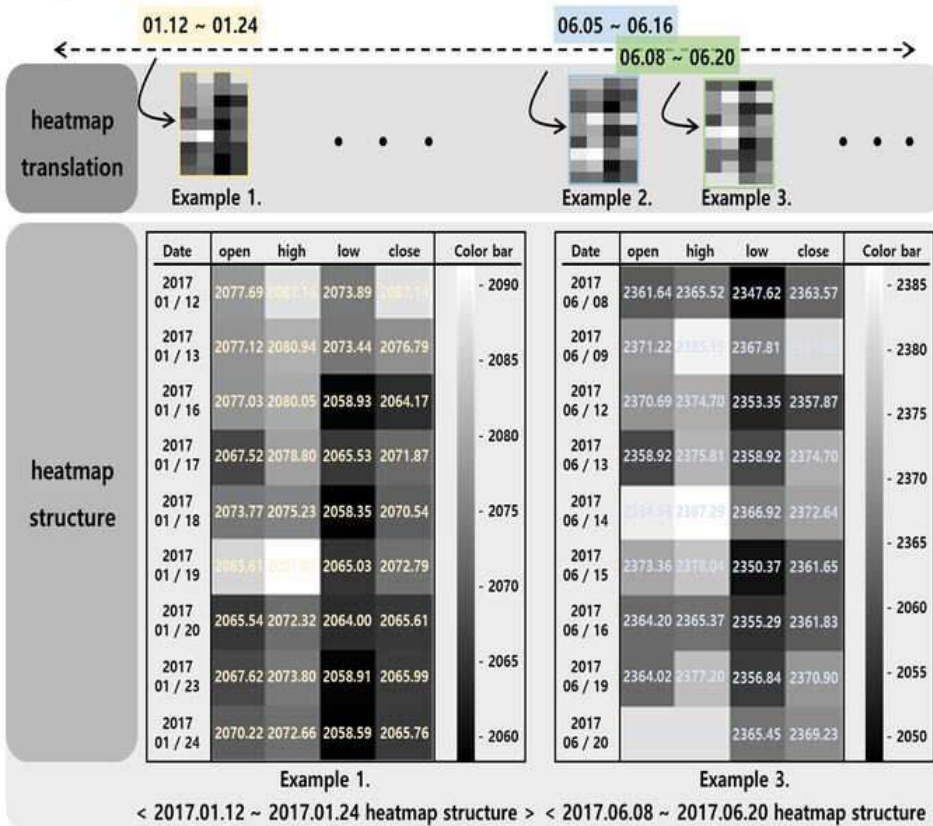 01.12 ~ 01.24
06.05 ~ 06.16
06.08 ~ 06.20
heatmap
translation
Example 1.
Example 2.
Example 3.
heatmap
structure
Date open high low close Color bar
2017
01 / 12
2077.69 2073.89
2017
01 / 13
2077.12 2080.94 2073.44 2076.79
2017
01 / 16
2077.03 2080.05 2058.93 2064.17
2017
01 / 17
2067.52 2078.80 2065.53 2071.87
2017
01 / 18
2073.77 2075.23 2058.35 2070.54
2017
01 / 19
2065.03 2072.79
2017
01 / 20
2065.54 2072.32 2064.00 2065.61
2017
01 / 23
2067.62 2073.80 2058.91 2065.99
2017
01 / 24
2070.22 2072.66 2058.59 2065.76
- 2090
- 2085
- 2080
- 2075
- 2070
- 2065
- 2060
Example 1.
< 2017.01.12 ~ 2017.01.24 heatmap structure >
Date open high low close Color bar
2017
06 / 08
2361.64 2365.52 2347.62 2363.57
2017
06 / 09
2371.22 2367.81
2017
06 / 12
2370.69 2374.70 2353.35 2357.87
2017
06 / 13
2358.92 2375.81 2358.92 2374.70
2017
06 / 14
2387.29 2366.92 2372.64
2017
06 / 15
2373.36 2350.37 2361.65
2017
06 / 16
2364.20 2365.37 2355.29 2361.83
2017
06 / 19
2364.02 2377.20 2356.84 2370.90
2017
06 / 20
2365.45 2369.23
- 2385
- 2380
- 2375
- 2370
- 2365
- 2060
- 2055
- 2050
Example 3.
< 2017.06.08 ~ 2017.06.20 heatmap structure